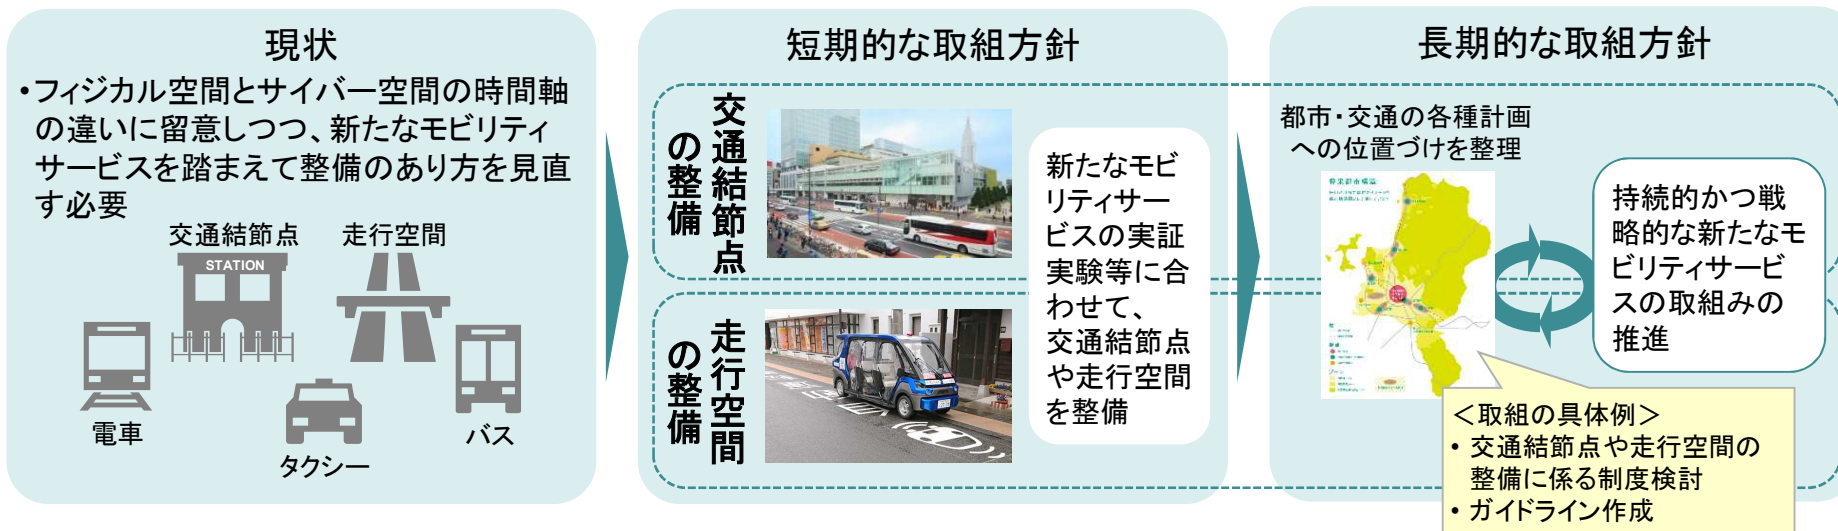 現状
•フィジカル空間とサイバー空間の時間軸
の違いに留意しつつ、新たなモビリティ
サービスを踏まえて整備のあり方を見直
す必要
交通結節点
走行空間
STATION
電車
タクシー
バス
短期的な取組方針
交通結節点
の整備
走行空間
の整備
新たなモビ
リティサー
ビスの実証
実験等に合
わせて、
交通結節点
や走行空間
を整備
長期的な取組方針
都市・交通の各種計画
への位置づけを整理
将来都市構造
持続的かつ戦
略的な新たなモ
ビリティサービ
スの取組みの
推進
＜取組の具体例＞
• 交通結節点や走行空間の
整備に係る制度検討
• ガイドライン作成